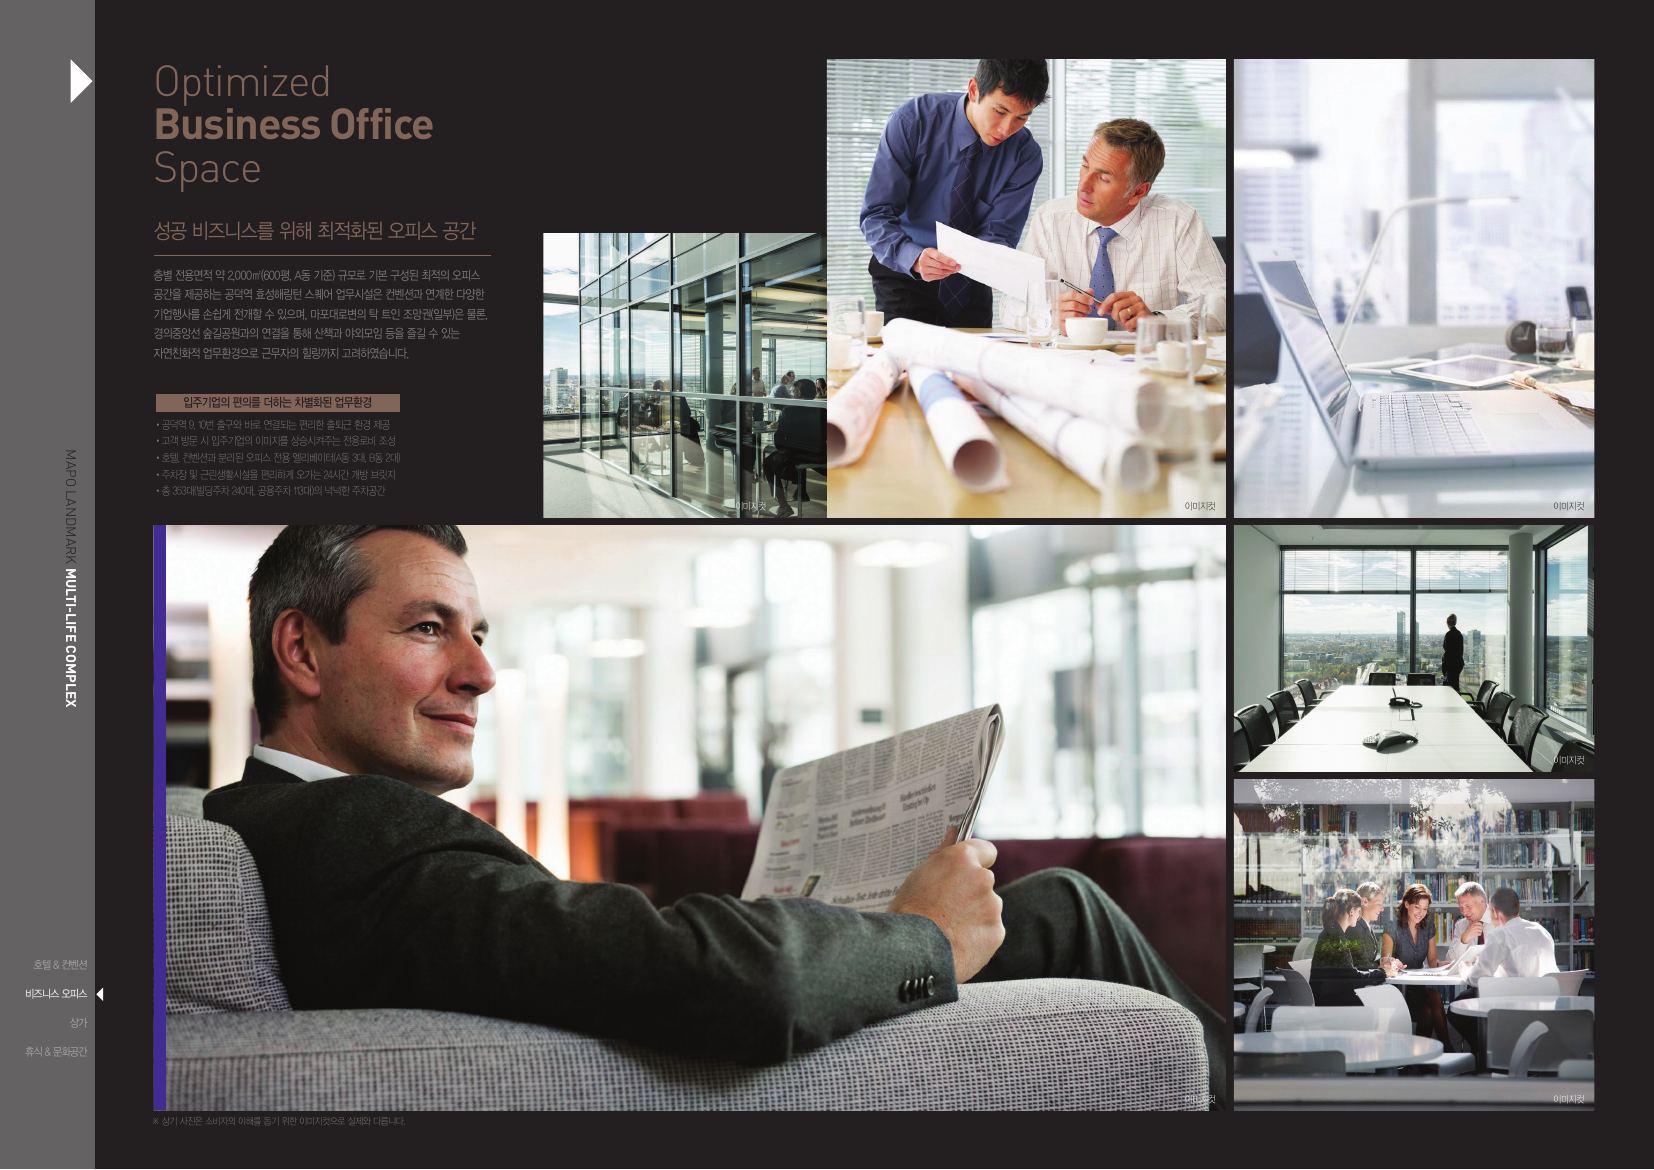 Optimized
Business Office
Space
성공 비즈니스를 위해 최적화된 오피스 공간
층별 전용면적 약 2,000㎡(600평, A동 기준) 규모로 기본 구성된 최적의 오피스
공간을 제공하는 공덕역 효성해링턴 스퀘어 업무시설은 컨벤션과 연계한 다양한
기업행사를 손쉽게 전개할 수 있으며, 마포대로변의 탁 트인 조망권(일부)은 물론,
경의중앙선 숲길공원과의 연결을 통해 산책과 야외모임 등을 즐길 수 있는
자연친화적 업무환경으로 근무자의 힐링까지 고려하였습니다.
입주기업의 편의를 더하는 차별화된 업무환경
• 공덕역 9, 10번 출구와 바로 연결되는 편리한 출퇴근 환경 제공
• 고객 방문 시 입주기업의 이미지를 상승시켜주는 전용로비 조성
• 호텔, 컨벤션과 분리된 오피스 전용 엘리베이터(A동 3대, B동 2대)
• 주차장 및 근린생활시설을 편리하게 오가는 24시간 개방 브릿지
• 총 353대(빌딩주차 240대, 공용주차 113대)의 넉넉한 주차공간
이미지컷
이미지컷
이미지컷
MAPO LANDMARK MULTI-LIFE COMPLEX
이미지컷
이미지컷
이미지컷
호텔 & 컨벤션
비즈니스 오피스
상가
휴식 & 문화공간
※ 상기 사진은 소비자의 이해를 돕기 위한 이미지컷으로 실제와 다릅니다.